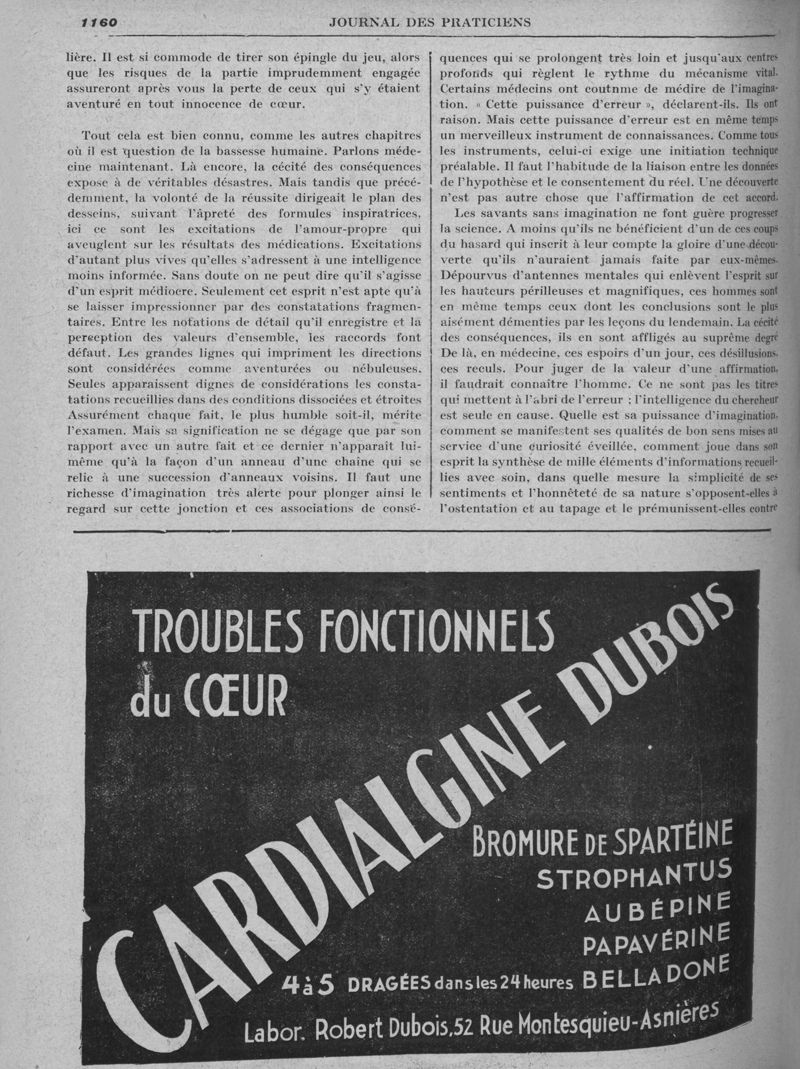 1160
JOURNAL DES PRATICIENS
lière. Il est si commode de tirer son épingle du jeu, alors
que les risques de la partie imprudemment engagée
assureront après vous la perte de ceux qui s'y étaient
aventuré en tout innocence de cœur.
Tout cela est bien connu, comme les autres chapitres
où il est question de la bassesse humaine. Parlons méde-
cine maintenant. Là encore, la cécité des conséquences
expose à de véritables désastres. Mais tandis que précé-
demment, la volonté de la réussite dirigeait le plan des
desseins, suivant l'âpreté des formules inspiratrices,
ici ce sont les excitations de l'amour-propre qui
aveuglent sur les résultats des médications. Excitations
d'autant plus vives qu'elles s'adressent à une intelligence
moins informée. Sans doute on ne peut dire qu'il s'agisse
d'un esprit médiocre. Seulement cet esprit n'est apte qu'à
se laisser impressionner par des constatations fragmen-
taires. Entre les notations de détail qu'il enregistre et la
perception des valeurs d'ensemble, les raccords font
défaut. Les grandes lignes qui impriment les directions
sont considérées comme aventurées ou nébuleuses.
Seules apparaissent dignes de considérations les consta-
tations recueillies dans des conditions dissociées et étroites
Assurément chaque fait, le plus humble soit-il, mérite
l'examen. Mais sa signification ne se dégage que par son
rapport avec un autre fait et ce dernier n'apparait lui-
même qu'à la façon d'un anneau d'une chaine qui se
relie à une succession d'anneaux voisins. Il faut une
richesse d'imagination très alerte pour plonger ainsi le
regard sur cette jonction et ces associations de consé-
quences qui se prolongent très loin et jusqu'aux centres
profonds qui règlent le rythme du mécanisme vital.
Certains médecins ont coutnme de médire de l'imagina-
tion. « Cette puissance d'erreur », déclarent-ils. Ils ont
raison. Mais cette puissance d'erreur est en même temps
un merveilleux instrument de connaissances. Comme tous
les instruments, celui-ci exige une initiation technique
préalable. Il faut l'habitude de la liaison entre les données
de l'hypothèse et le consentement du réel. Une découverte
n'est pas autre chose que l'affirmation de cet accord.
Les savants sans imagination ne font guère progresser
la science. A moins qu'ils ne bénéficient d'un de ces coups
du hasard qui inscrit à leur compte la gloire d'une décou-
verte qu'ils n'auraient jamais faite par eux-mêmes.
Dépourvus d'antennes mentales qui enlèvent l'esprit sur
les hauteurs périlleuses et magnifiques, ces hommes sont
en même temps ceux dont les conclusions sont le plus
aisément démenties par les leçons du lendemain. La cécité
des conséquences, ils en sont affligés au suprême degré
De là, en médecine, ces espoirs d'un jour, ces désillusions,
ces reculs. Pour juger de la valeur d'une affirmation,
il faudrait connaître l'homme. Ce ne sont pas les titres
qui mettent à l'abri de l'erreur : l'intelligence du chercheur
est seule en cause. Quelle est sa puissance d'imagination,
comment se manifestent ses qualités de bon sens mises au
service d'une curiosité éveillée, comment joue dans son
esprit la synthèse de mille éléments d'informations recueil-
lies avec soin, dans quelle mesure la simplicité de ses
sentiments et l'honnêteté de sa nature s'opposent-elles à
l'ostentation et au tapage et le prémunissent-elles contre
TROUBLES FONCTIONNELS
du CŒUR
CARDIALGINE DUBOIS
BROMURE DE SPARTÉINE
STROPHANTUS
AUBÉPINE
PAPAVÉRINE
4 à 5 DRAGÉES dans les 24 heures BELLADONE
Labor. Robert Dubois, 52 Rue Montesquieu-Asnières